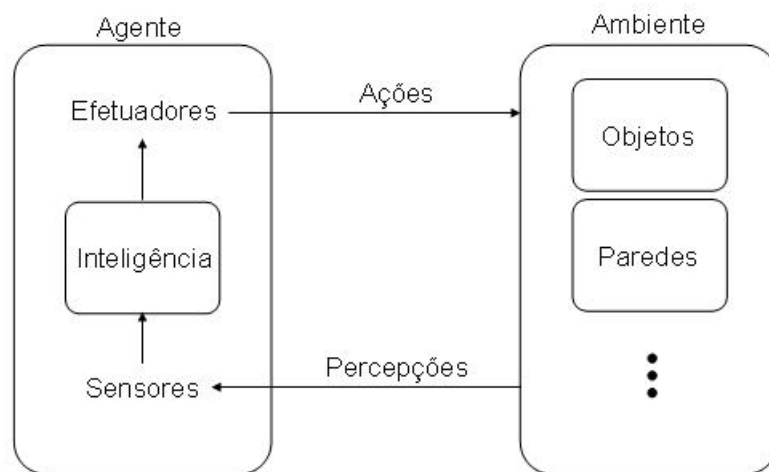 Agente
Ambiente
Efetuadores
Ações
Objetos
Inteligência
Paredes
Sensores
Percepções